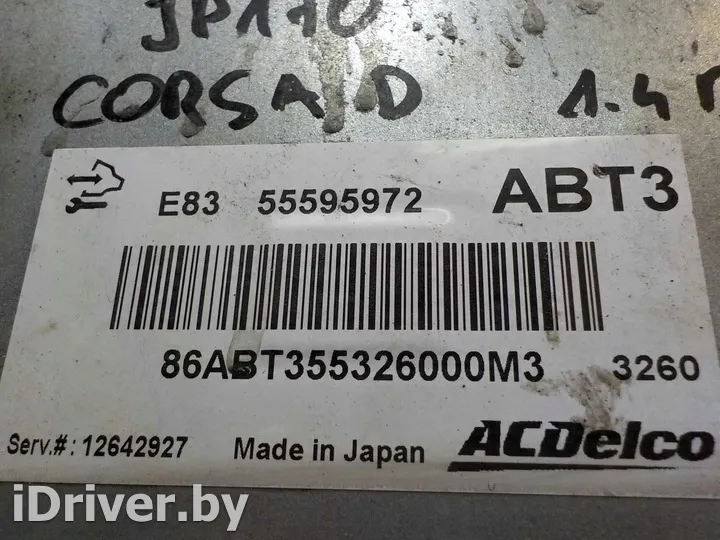 JP170
CORSA D 1.4
E83 55595972 ABT3
86ABT355326000M3 3260
Serv.#: 12642927 Made in Japan ACDelco
iDriver.by